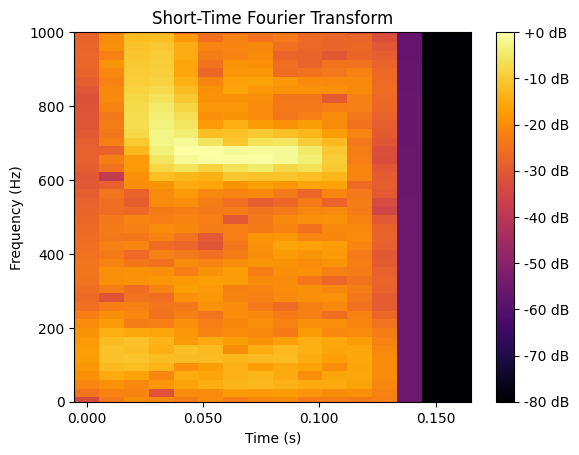 Short-Time Fourier Transform
1000
800
600
400
200
0
Frequency (Hz)
0.000
0.050
0.100
0.150
Time (s)
+0 dB
-10 dB
-20 dB
-30 dB
-40 dB
-50 dB
-60 dB
-70 dB
-80 dB